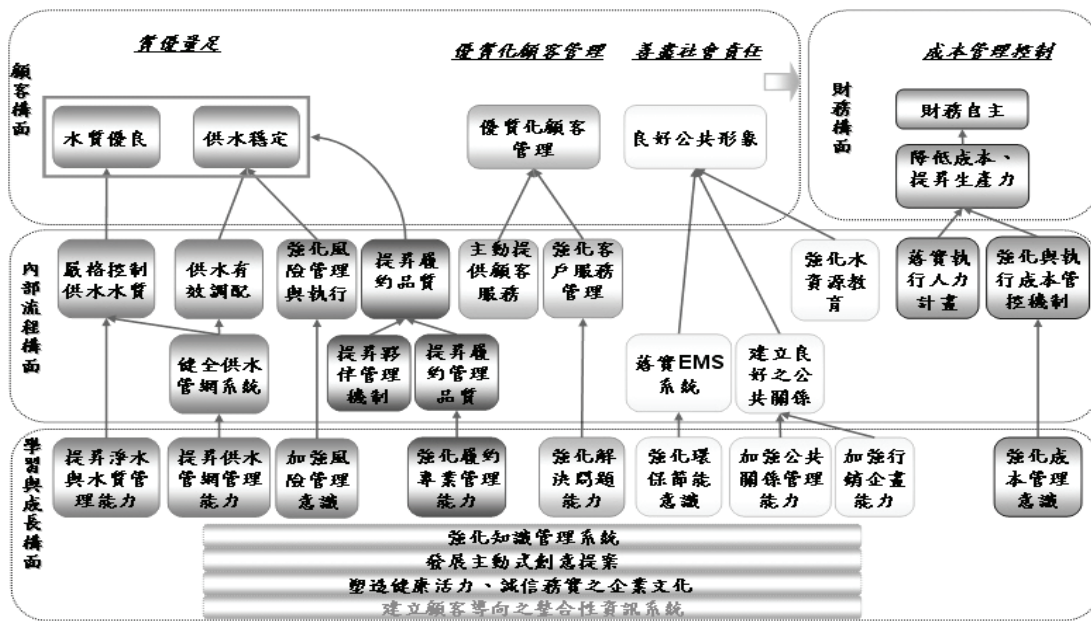 質優量足
優質化顧客管理
善盡社會責任
成本管理控制
顧客構面
財務構面
水質優良
供水穩定
優質化顧客
管理
良好公共形象
財務自主
降低成本、
提昇生產力
內部流程構面
嚴格控制
供水水質
供水有
效調配
強化風
險管理
與執行
提昇履
約品質
主動提
供顧客
服務
強化客
戶服務
管理
強化水
資源教
育
落實執
行人力
計畫
強化與執
行成本管
控機制
健全供水
管網系統
提昇夥
伴管理
機制
提昇履
約管理
品質
落實EMS
系統
建立良
好之公
共關係
學習與成長構面
提昇淨水
與水質管
理能力
提昇供水
管網管理
能力
加強風
險管理
意識
強化履約
專業管理
能力
強化解
決問題
能力
強化環
保節能
意識
加強公共
關係管理
能力
加強行
銷企畫
能力
強化成
本管理
意識
強化知識管理系統
發展主動式創意提案
塑造健康活力、誠信務實之企業文化
建立顧客導向之整合性資訊系統